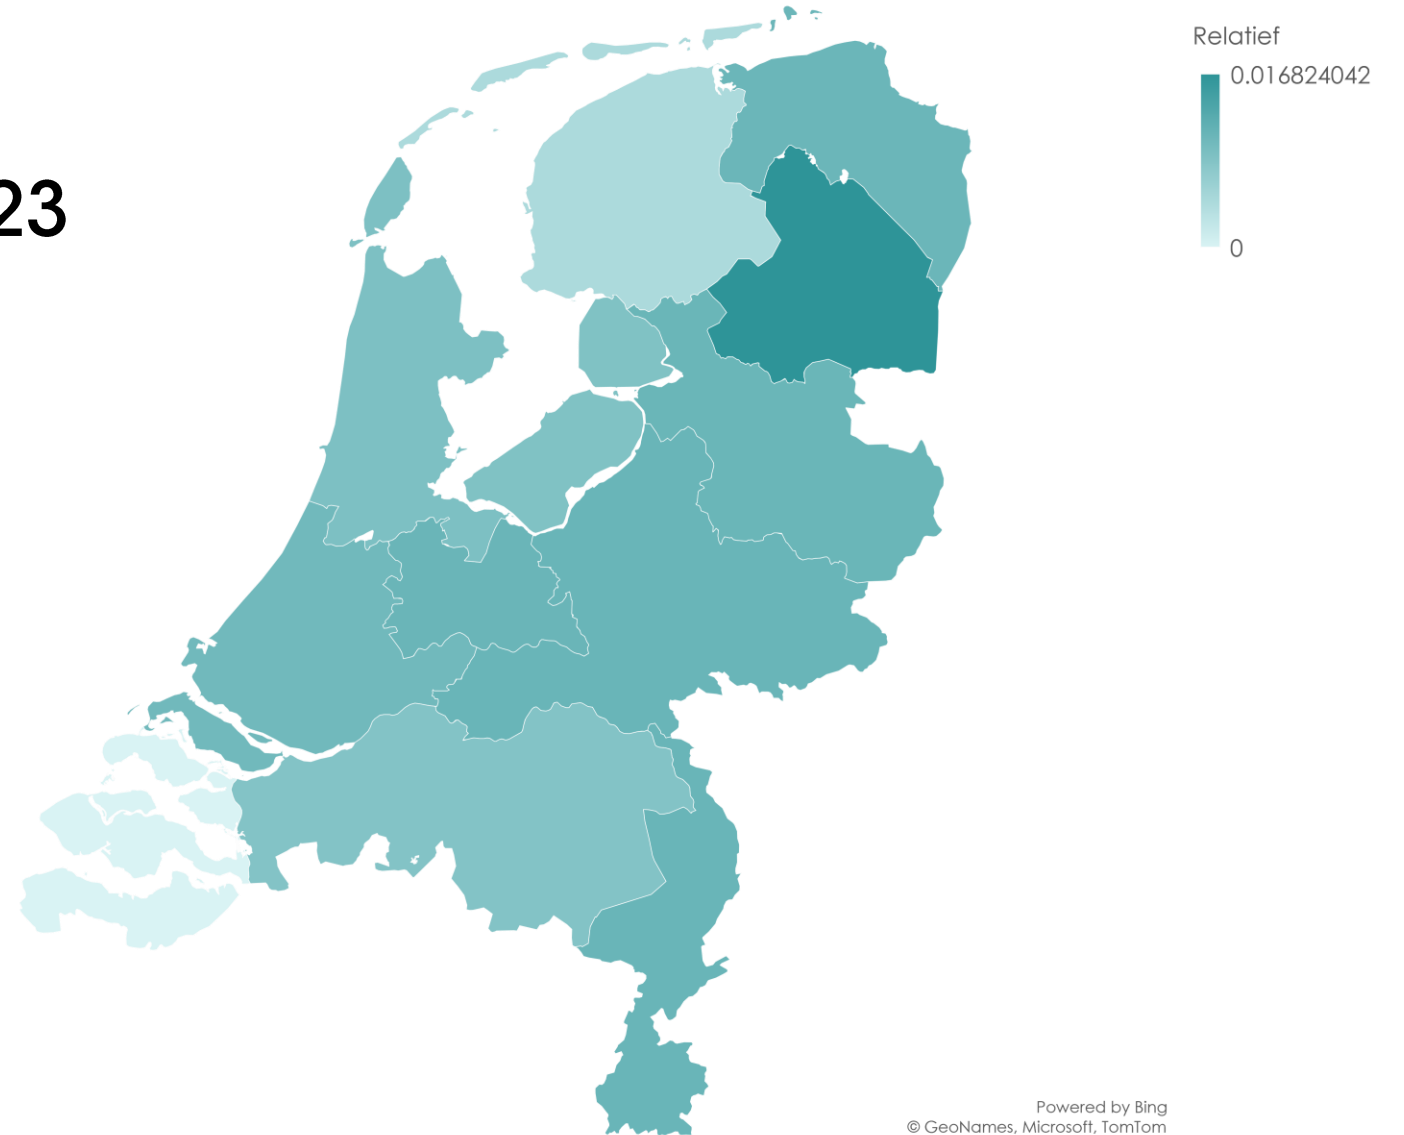 23
Relatief
0.016824042
0
Powered by Bing
© GeoNames, Microsoft, TomTom